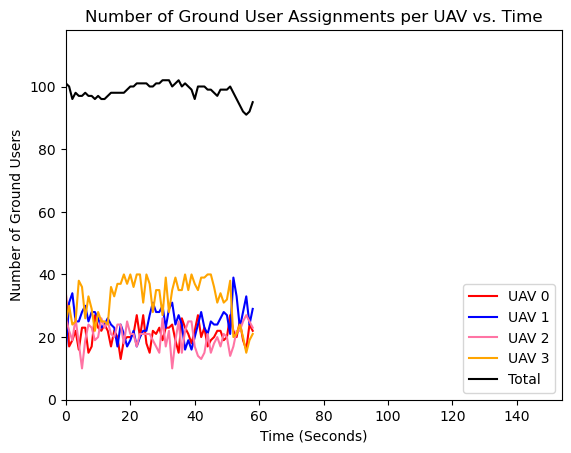 Number of Ground User Assignments per UAV vs. Time
Number of Ground Users
100
80
60
40
20
0
0 20 40 60 80 100 120 140
Time (Seconds)
UAV 0
UAV 1
UAV 2
UAV 3
Total